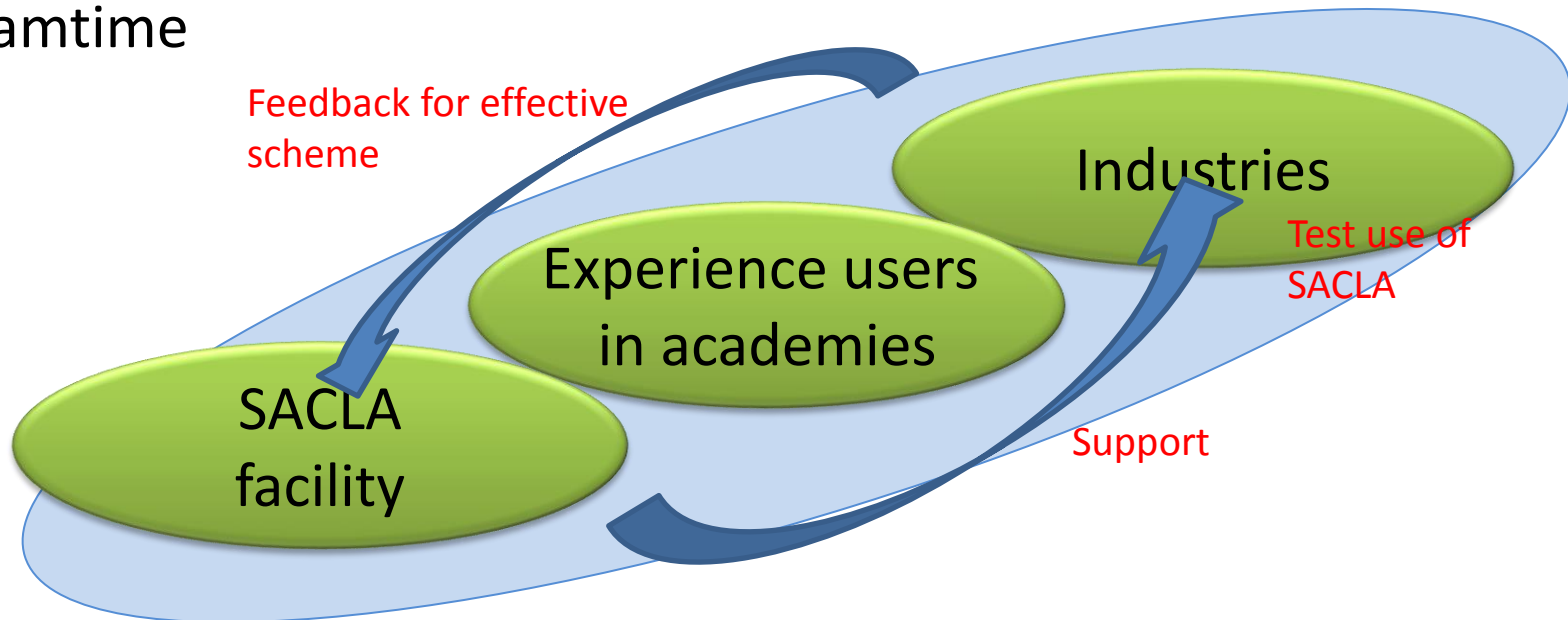 amtime
Feedback for effective
scheme
Industries
Test use of
SACLA
Experience users
in academies
SACLA
facility
Support